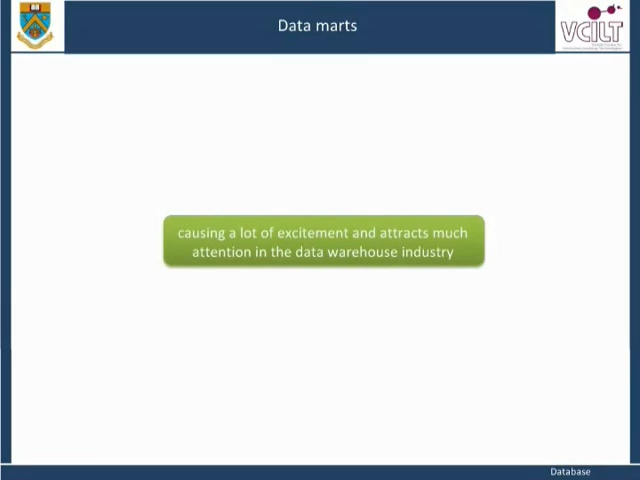 Data marts
VCILT
causing a lot of excitement and attracts much
attention in the data warehouse industry
Database